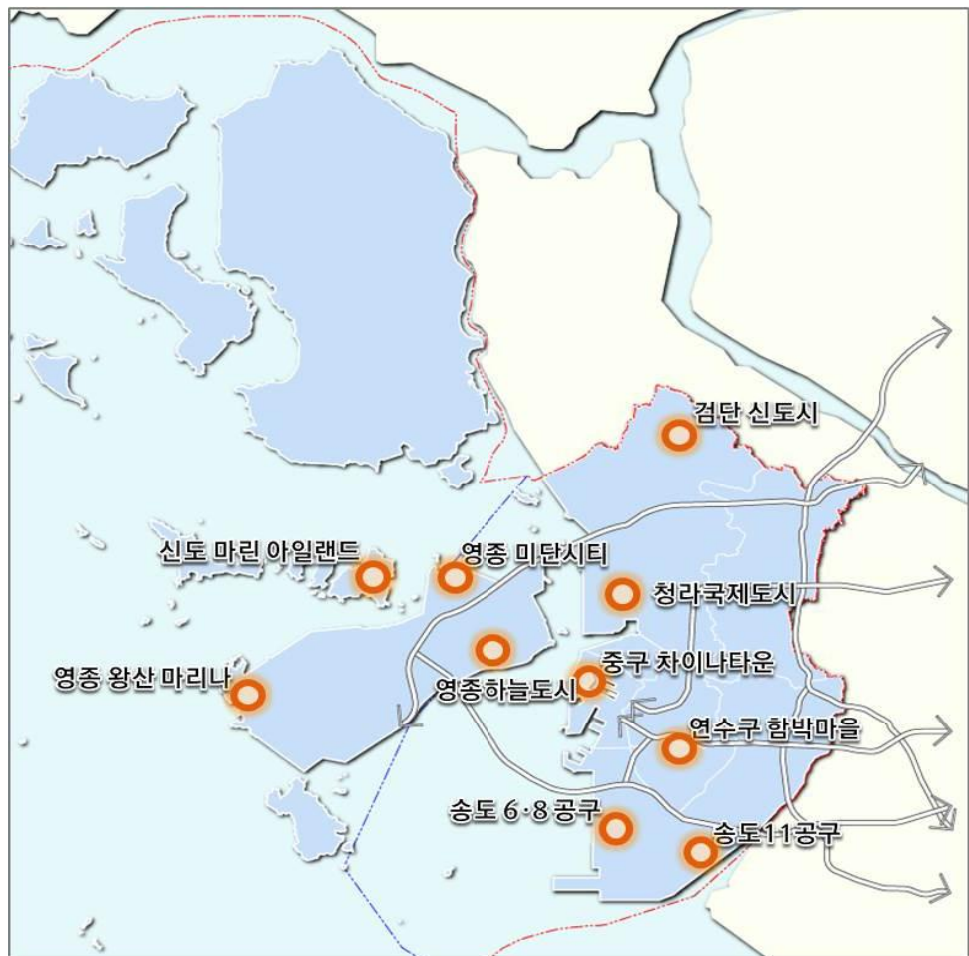 검단 신도시
신도 마린 아일랜드
영종 미단시티
청라국제도시
영종 왕산 마리나
영종하늘도시
중구 차이나타운
연수구 함박마을
송도 6·8 공구
송도11공구